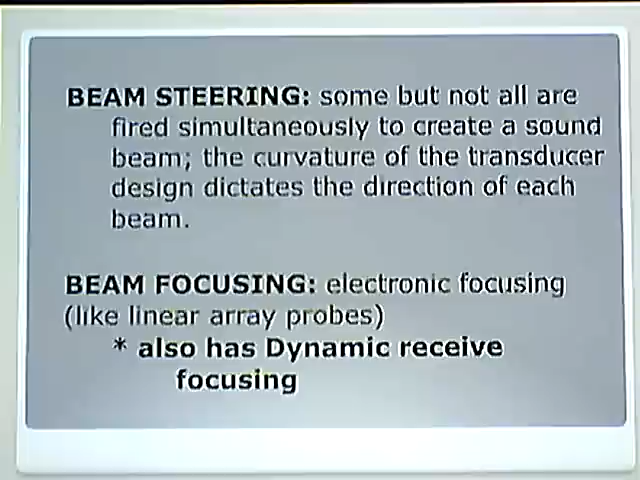 BEAM STEERING: some but not all are
fired simultaneously to create a sound
beam; the curvature of the transducer
design dictates the direction of each
beam.
BEAM FOCUSING: electronic focusing
(like linear array probes)
* also has Dynamic receive
focusing